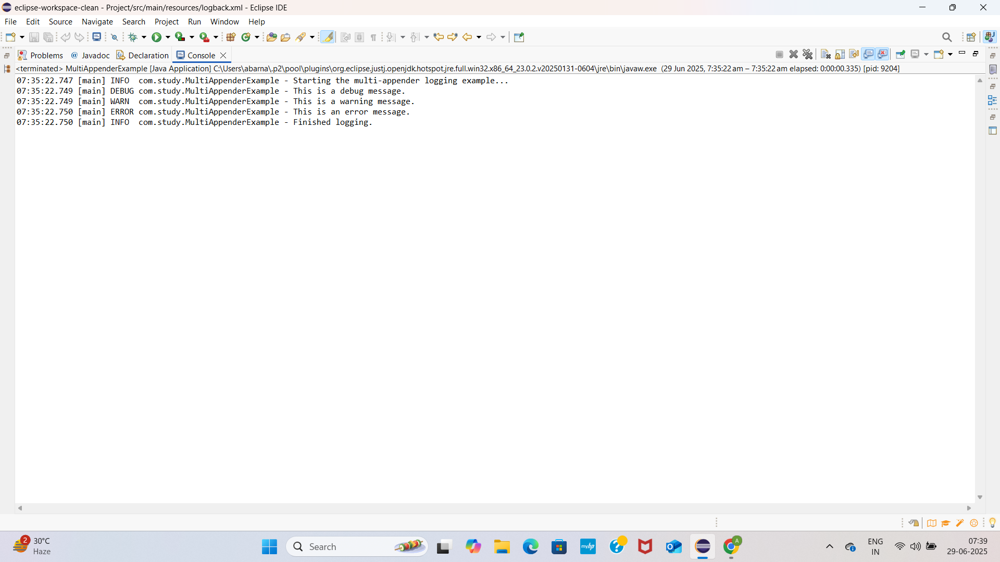 eclipse-workspace-clean - Project/src/main/resources/logback.xml - Eclipse IDE
File Edit Source Navigate Search Project Run Window Help
Problems @ Javadoc Declaration Console
<terminated> MultiAppenderExample [Java Application] C:\Users\abarna\.p2\pool\plugins\org.eclipse.justj.openjdk.hotspot.jre.full.win32.x86_64_23.0.2.v20250131-0604\jre\bin\javaw.exe (29 Jun 2025, 7:35:22 am – 7:35:22 am elapsed: 0:00:00.335) [pid: 9204]
07:35:22.747 [main] INFO  com.study.MultiAppenderExample - Starting the multi-appender logging example...
07:35:22.749 [main] DEBUG com.study.MultiAppenderExample - This is a debug message.
07:35:22.749 [main] WARN  com.study.MultiAppenderExample - This is a warning message.
07:35:22.750 [main] ERROR com.study.MultiAppenderExample - This is an error message.
07:35:22.750 [main] INFO  com.study.MultiAppenderExample - Finished logging.
2
30°C
Haze
Search
myhp
A
ENG
IN
07:39
29-06-2025